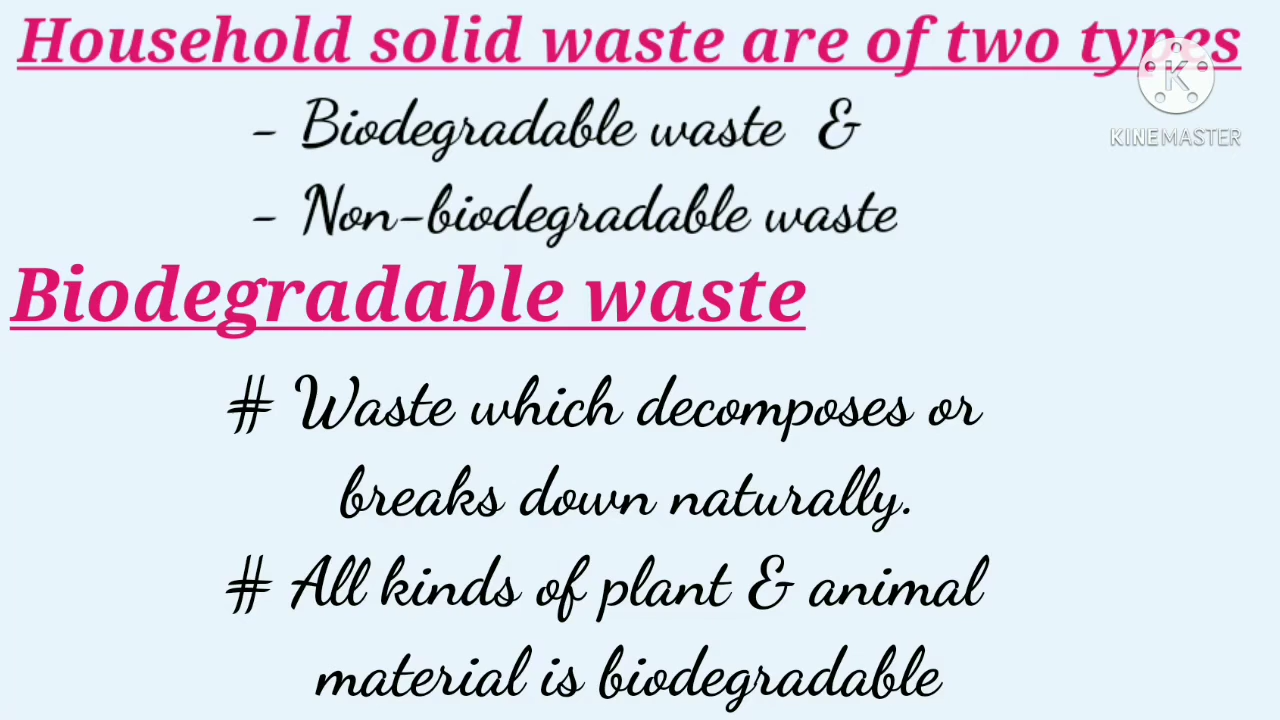 Household solid waste are of two types
- Biodegradable waste &
- Non-biodegradable waste
Biodegradable waste
# Waste which decomposes or
breaks down naturally.
# All kinds of plant & animal
material is biodegradable
K
KINEMASTER